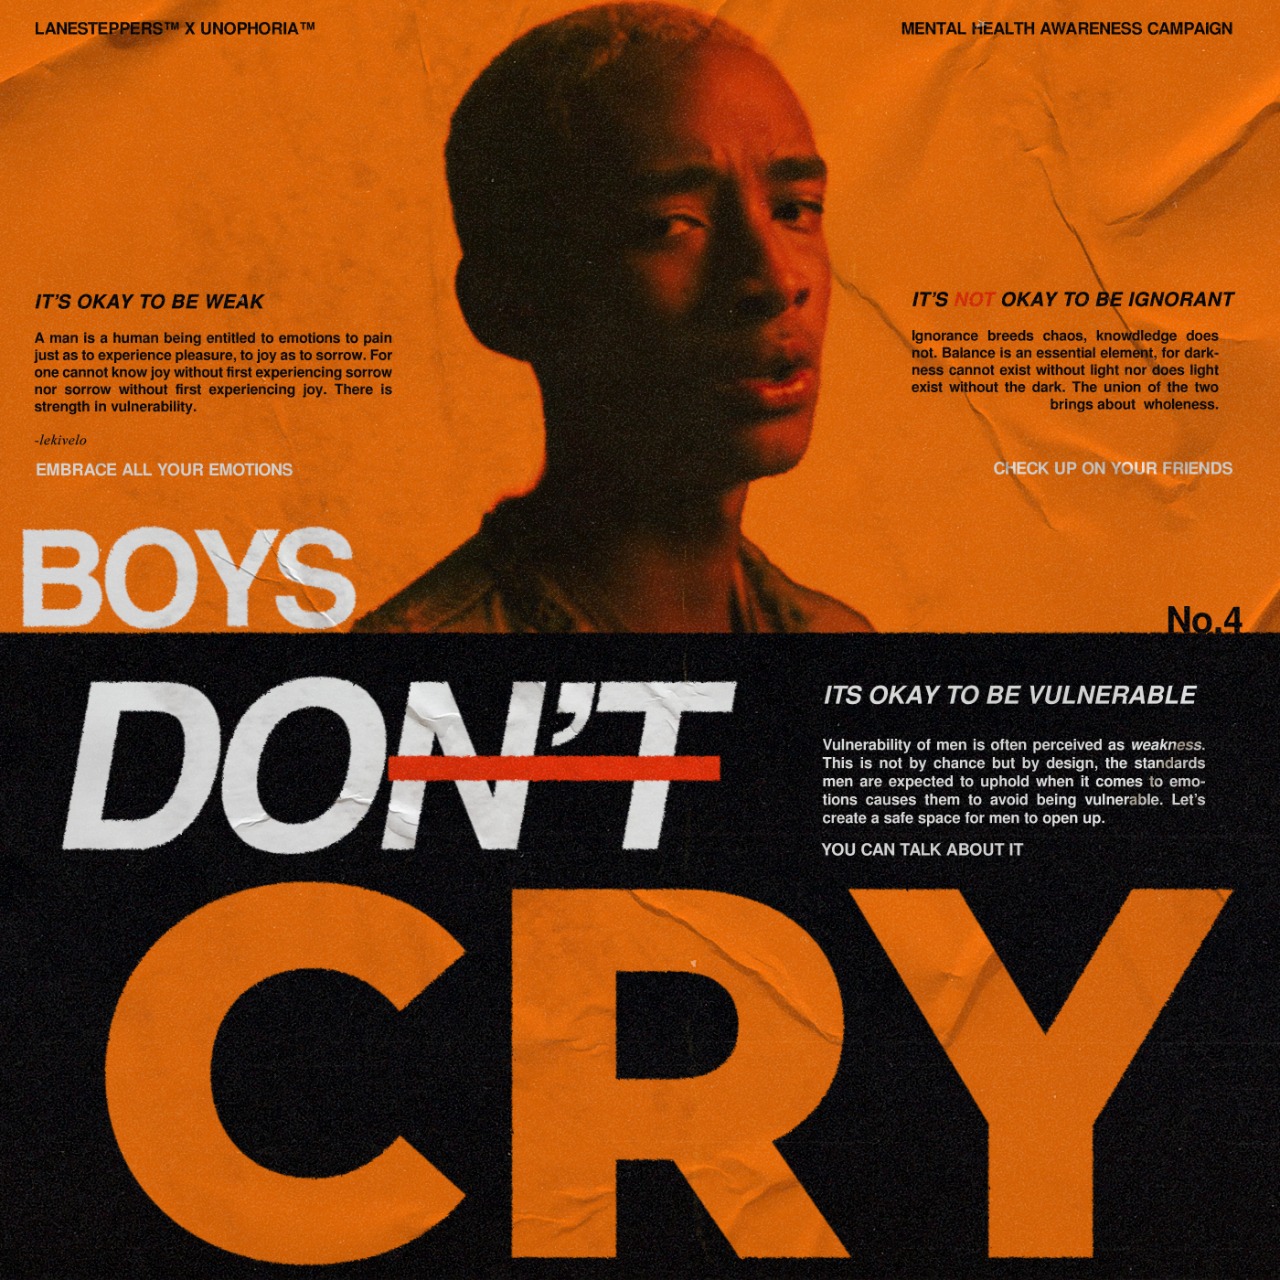 LANESTEPPERS™ X UNOPHORIA™
MENTAL HEALTH AWARENESS CAMPAIGN
IT'S OKAY TO BE WEAK
A man is a human being entitled to emotions to pain
just as to experience pleasure, to joy as to sorrow. For
one cannot know joy without first experiencing sorrow
nor sorrow without first experiencing joy. There is
strength in vulnerability.
-lekivelo
EMBRACE ALL YOUR EMOTIONS
IT'S NOT OKAY TO BE IGNORANT
Ignorance breeds chaos, knowdledge does
not. Balance is an essential element, for dark-
ness cannot exist without light nor does light
exist without the dark. The union of the two
brings about wholeness.
CHECK UP ON YOUR FRIENDS
BOYS
No.4
DON'T
ITS OKAY TO BE VULNERABLE
Vulnerability of men is often perceived as weakness.
This is not by chance but by design, the standards
men are expected to uphold when it comes to emo-
tions causes them to avoid being vulnerable. Let's
create a safe space for men to open up.
YOU CAN TALK ABOUT IT
CRY